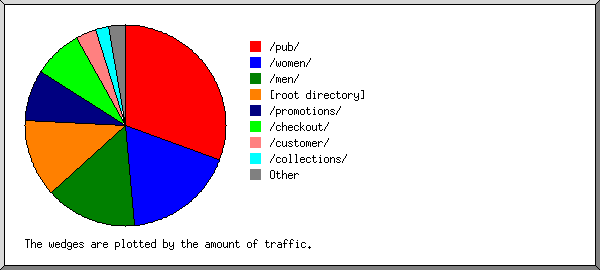 /pub/
/women/
/men/
[root directory]
/promotions/
/checkout/
/customer/
/collections/
Other
The wedges are plotted by the amount of traffic.